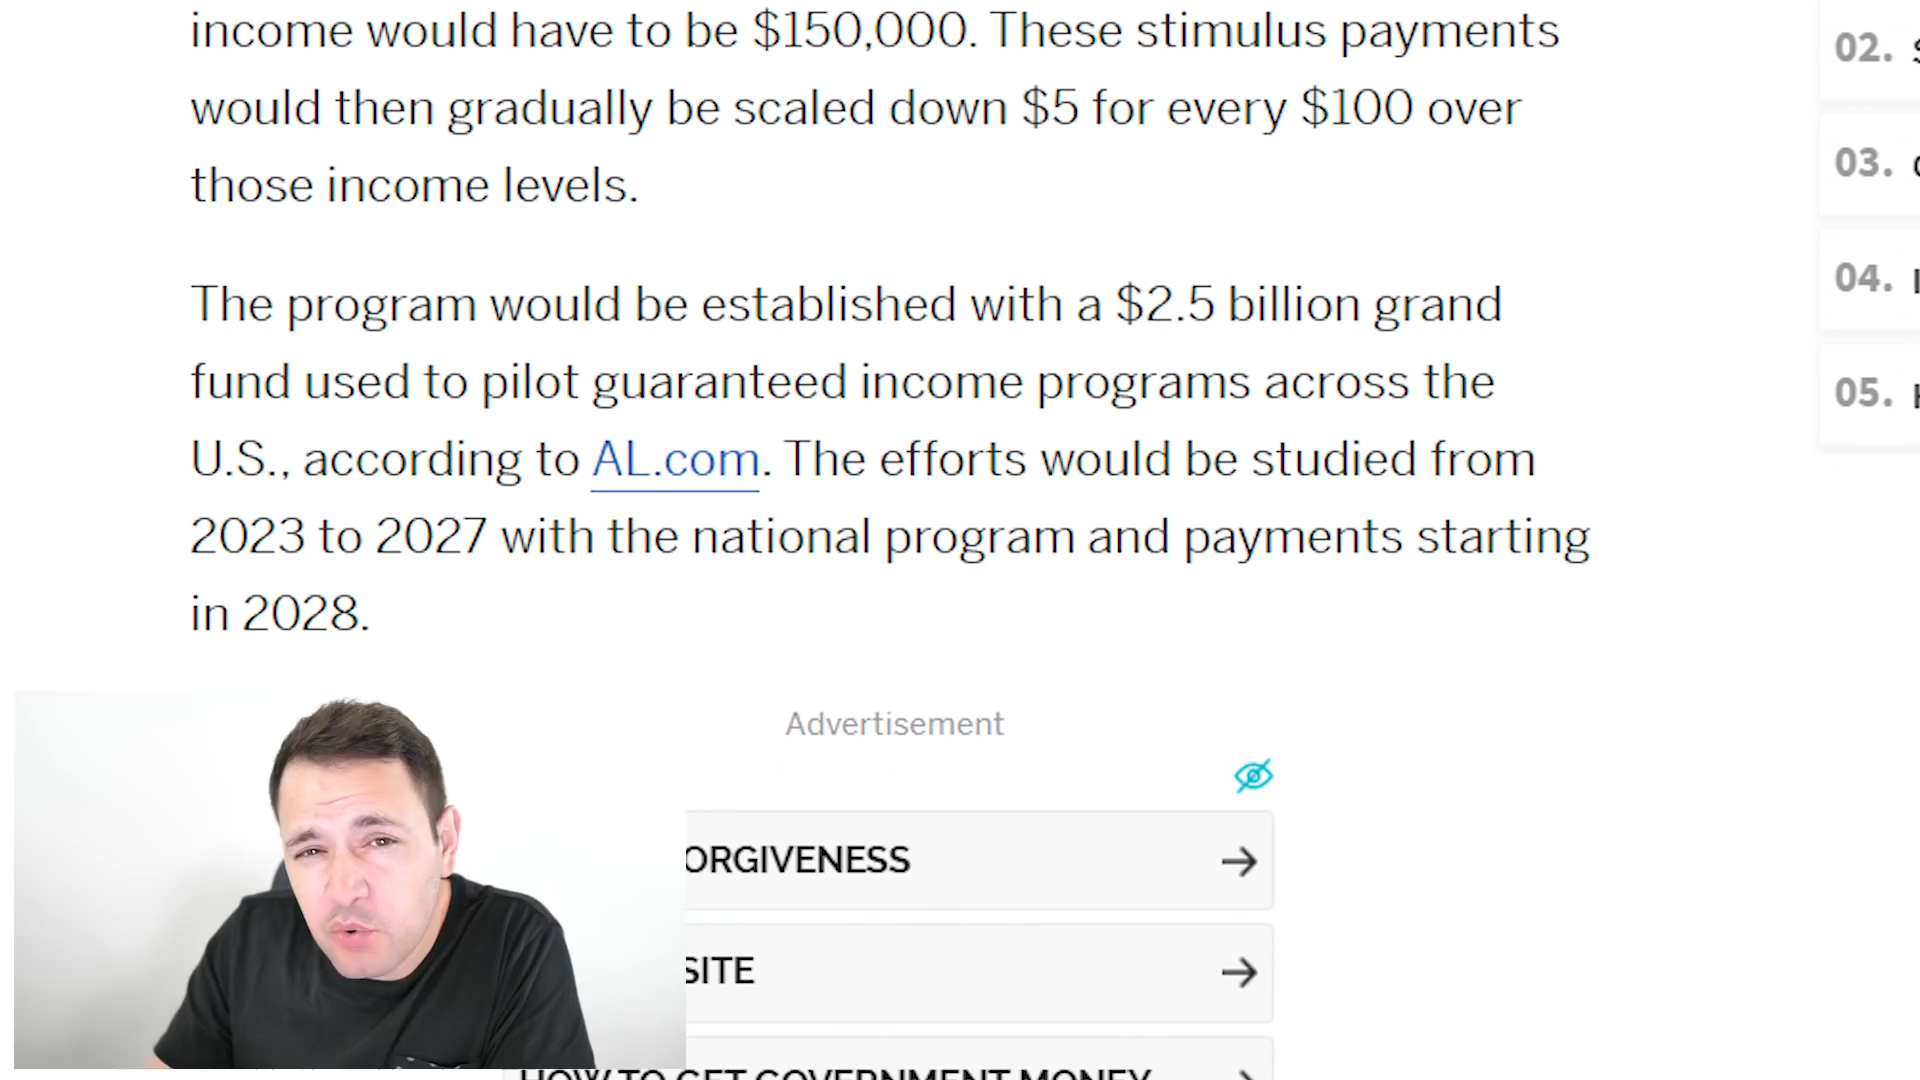 income would have to be $150,000. These stimulus payments
would then gradually be scaled down $5 for every $100 over
those income levels.
The program would be established with a $2.5 billion grand
fund used to pilot guaranteed income programs across the
U.S., according to AL.com. The efforts would be studied from
2023 to 2027 with the national program and payments starting
in 2028.
Advertisement
ORGIVENESS
SITE
HOW TO GET GOVERNMENT MONEY
02.
03.
04.
05.